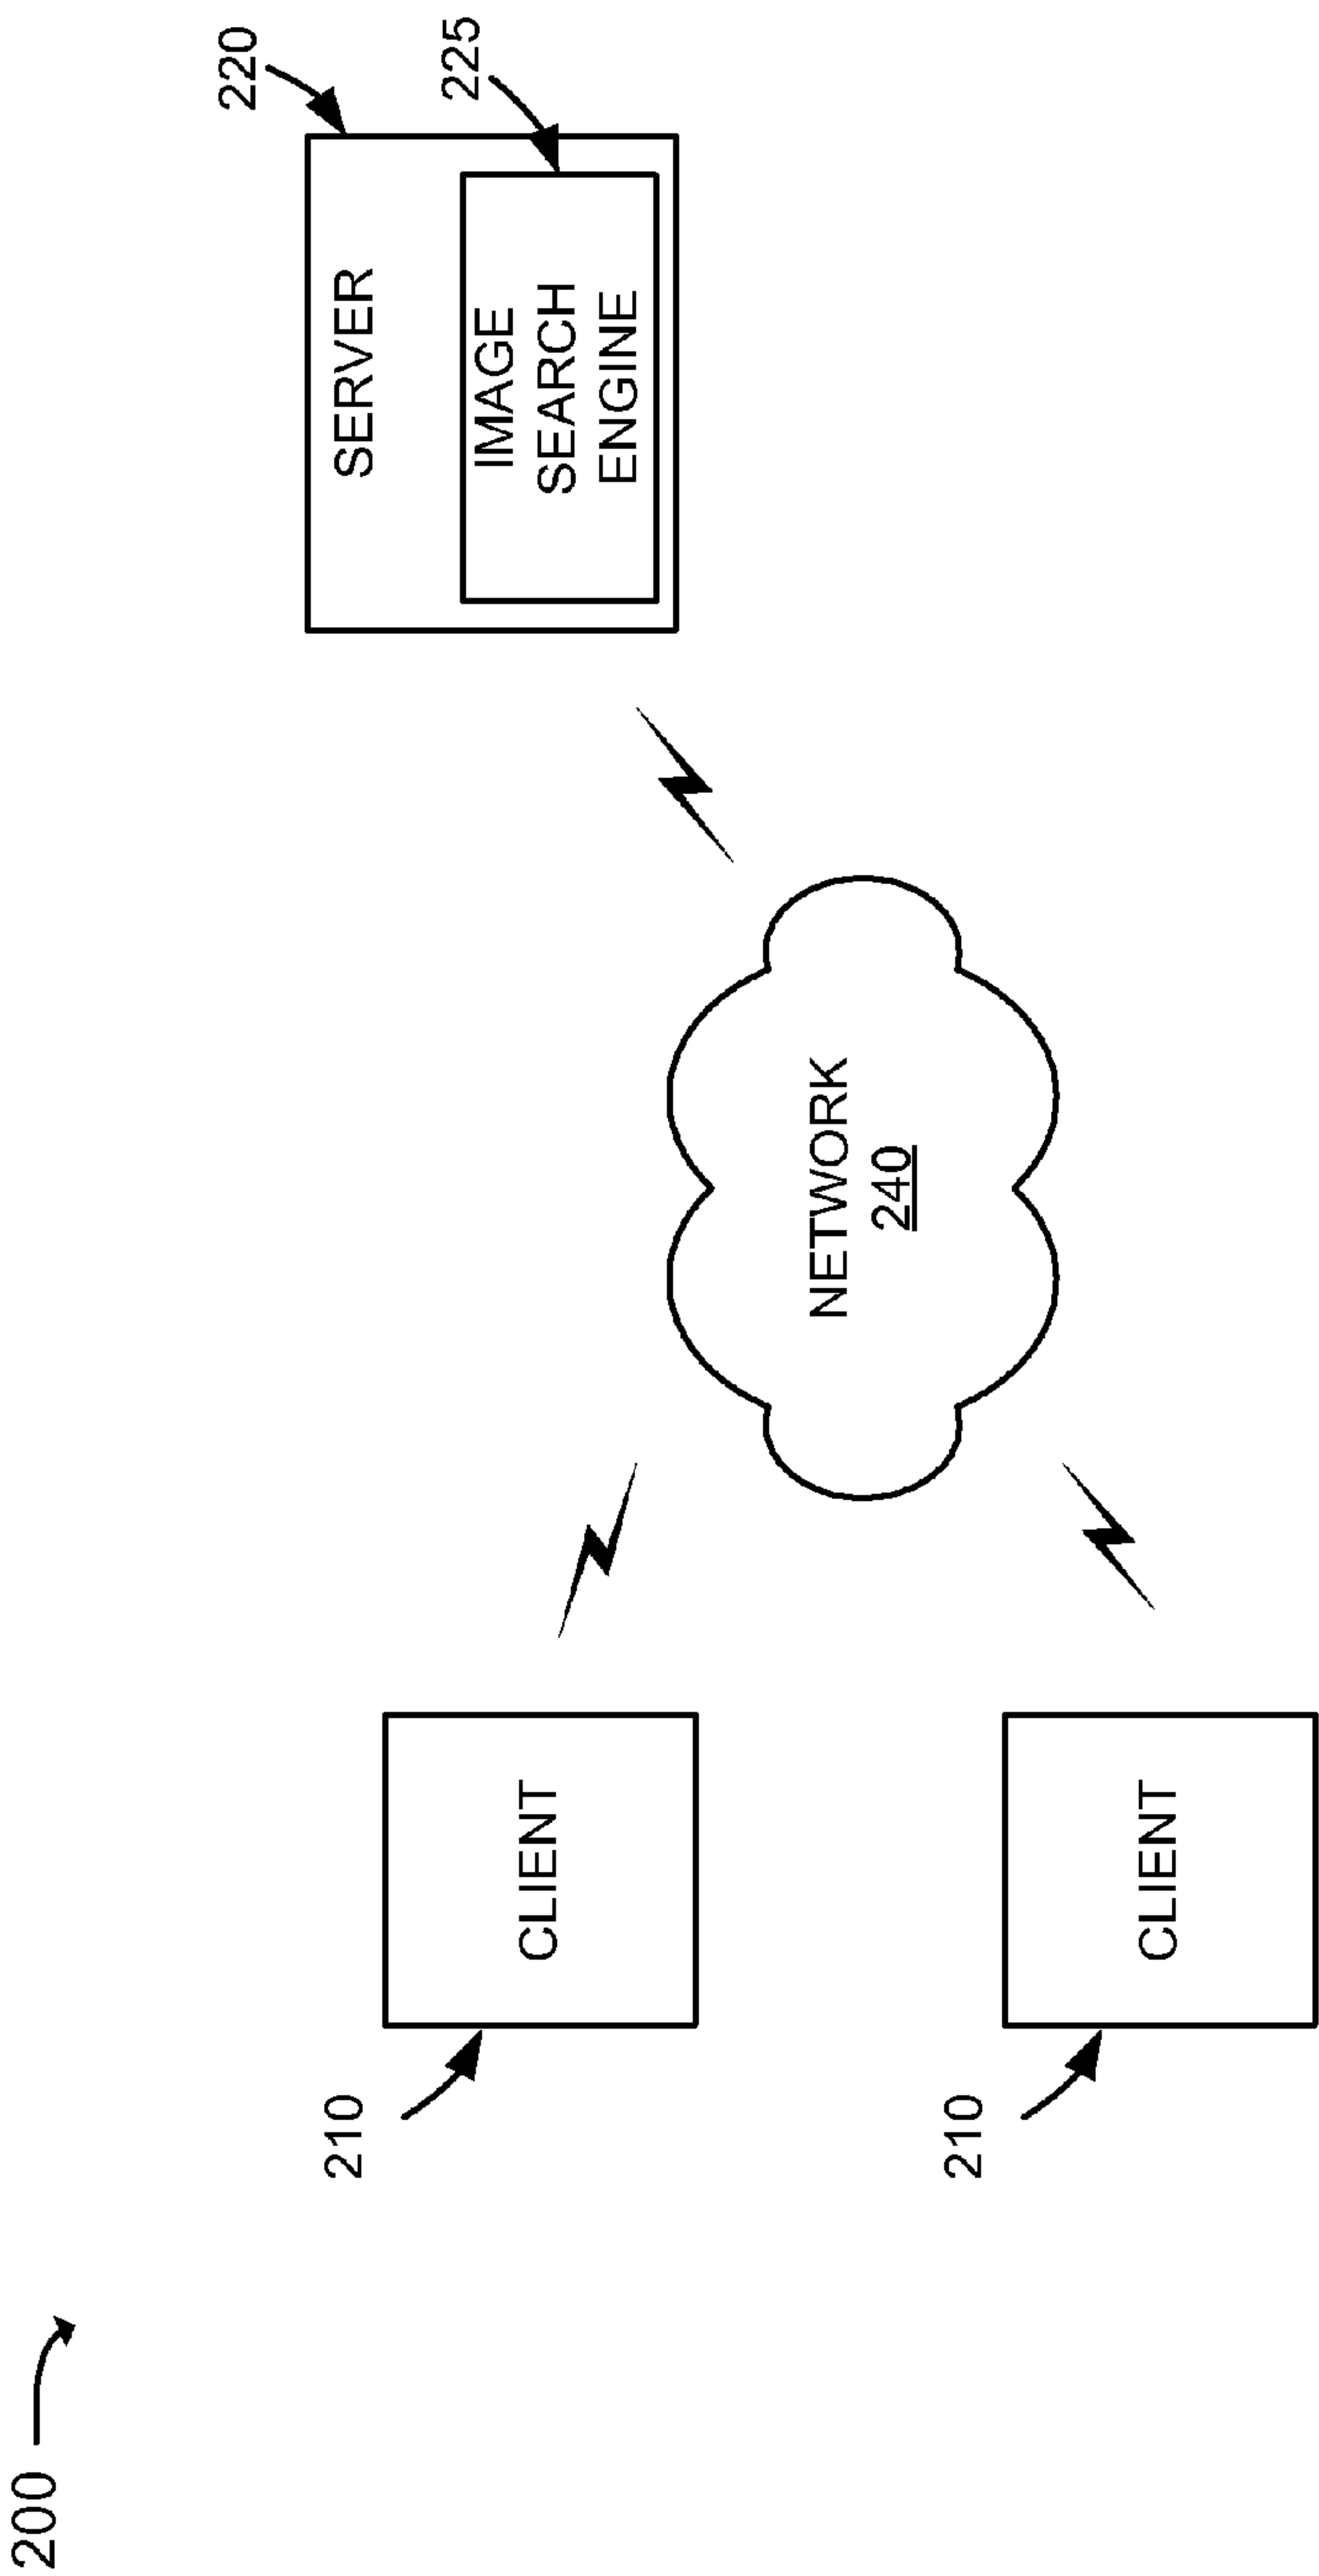 200
210
CLIENT
210
CLIENT
NETWORK
240
220
SERVER
225
IMAGE
SEARCH
ENGINE